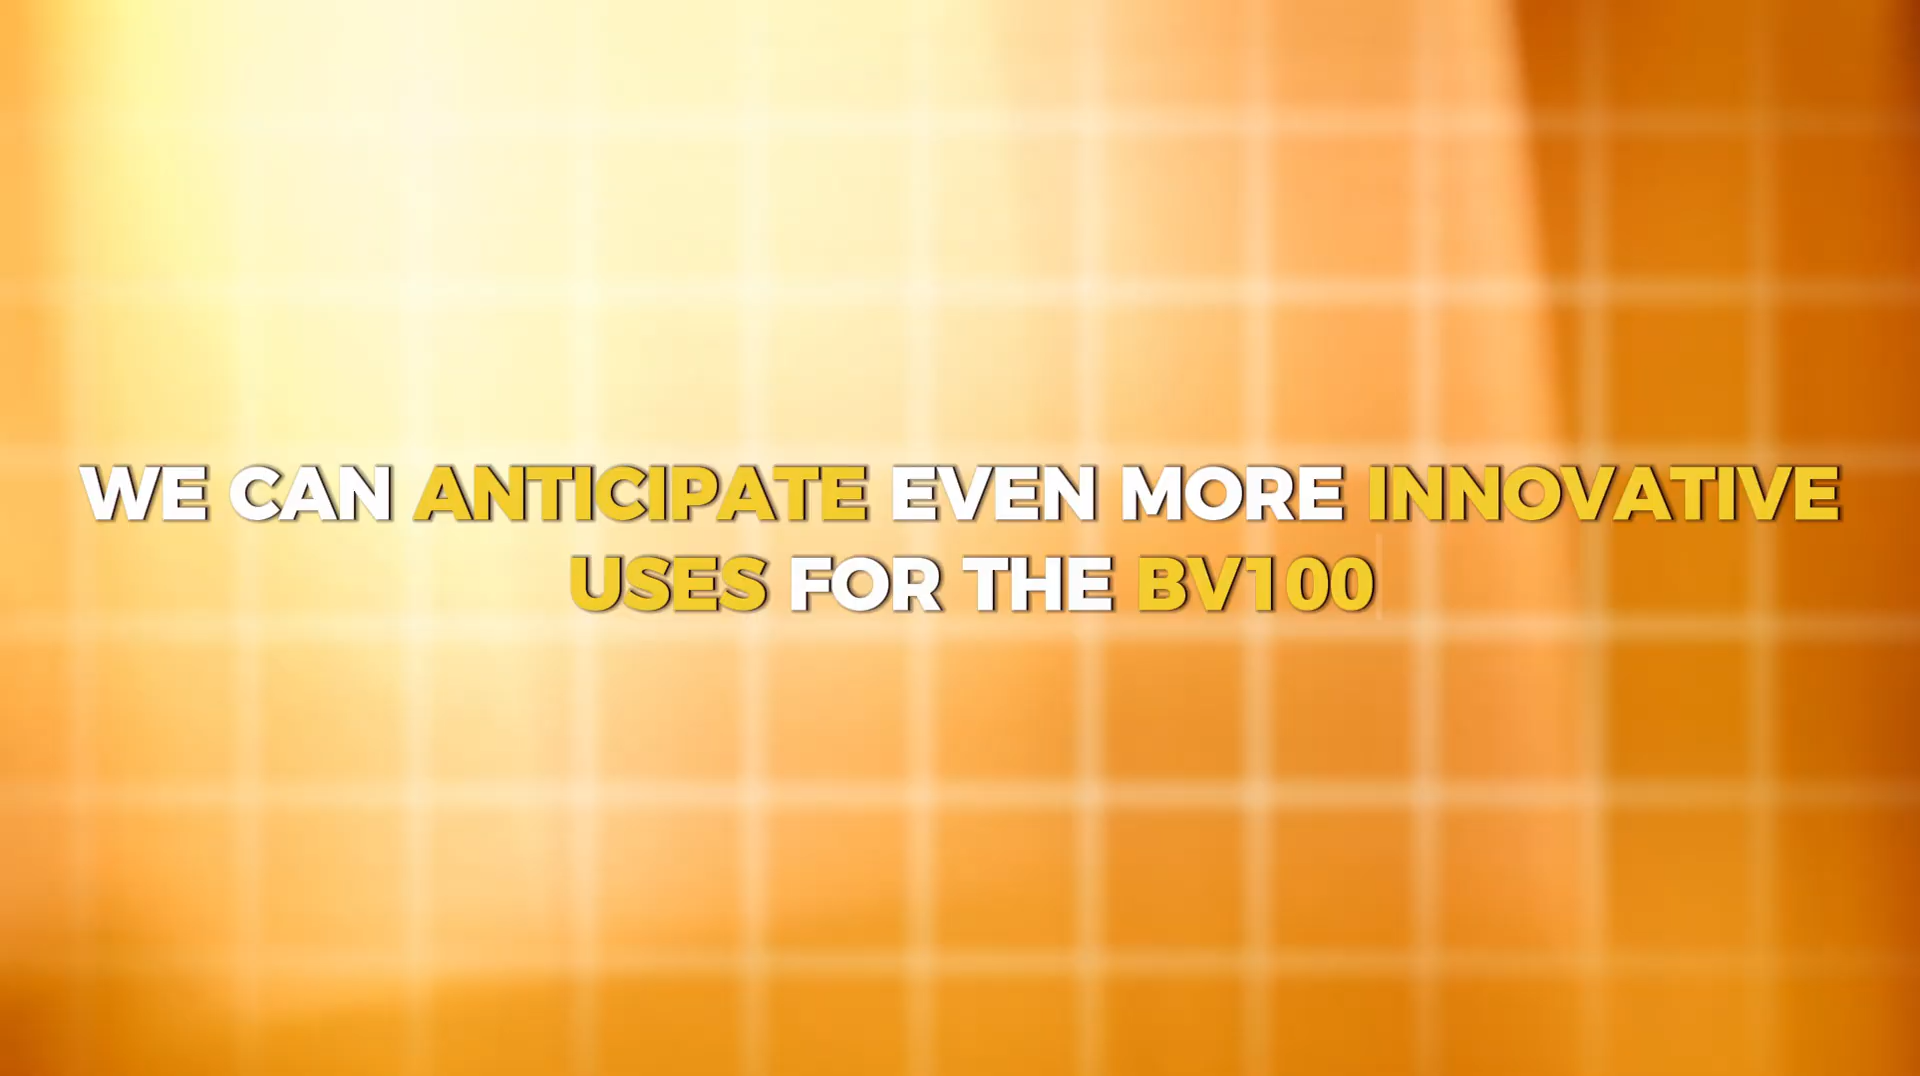 WE CAN ANTICIPATE EVEN MORE INNOVATIVE
USES FOR THE BV100